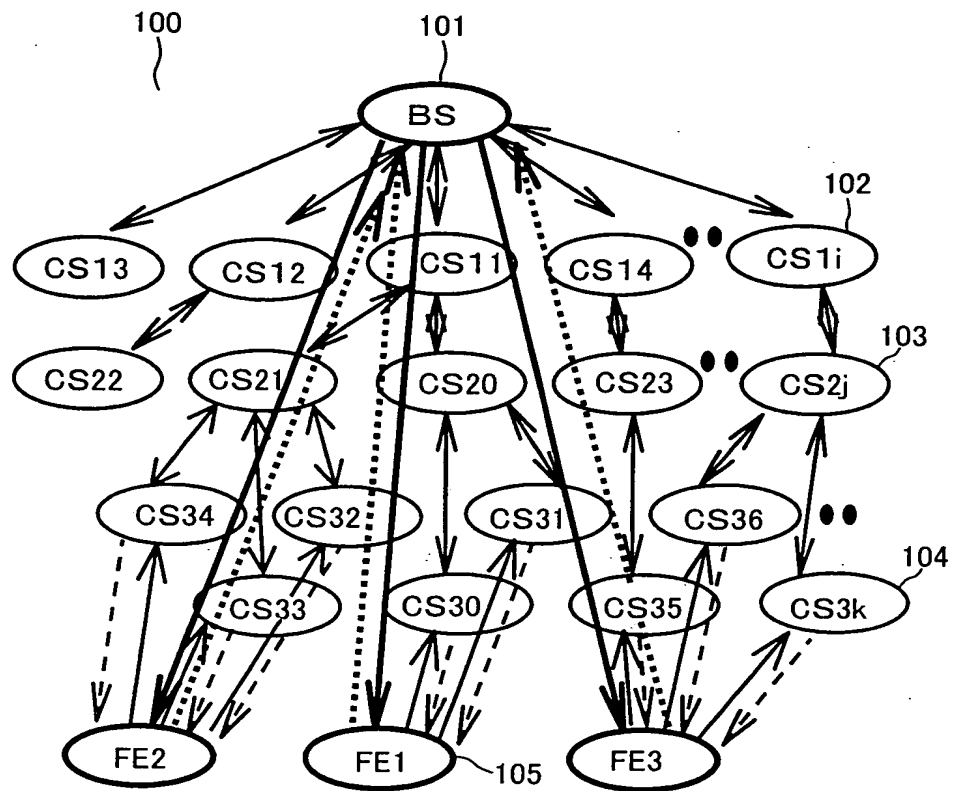 100
101
BS
102
CS13
CS12
CS11
CS14
CS1i
103
CS22
CS21
CS20
CS23
CS2j
CS34
CS32
CS31
CS36
104
CS33
CS30
CS35
CS3k
FE2
FE1
105
FE3